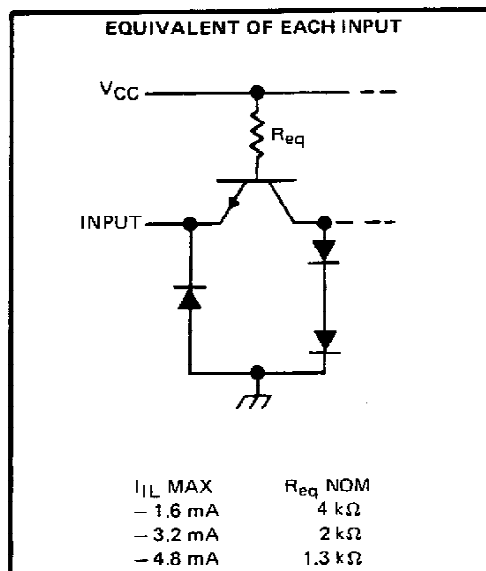 EQUIVALENT OF EACH INPUT
VCC
Req
INPUT
IIL MAX Req NOM
– 1.6 mA 4 kΩ
– 3.2 mA 2 kΩ
– 4.8 mA 1.3 kΩ